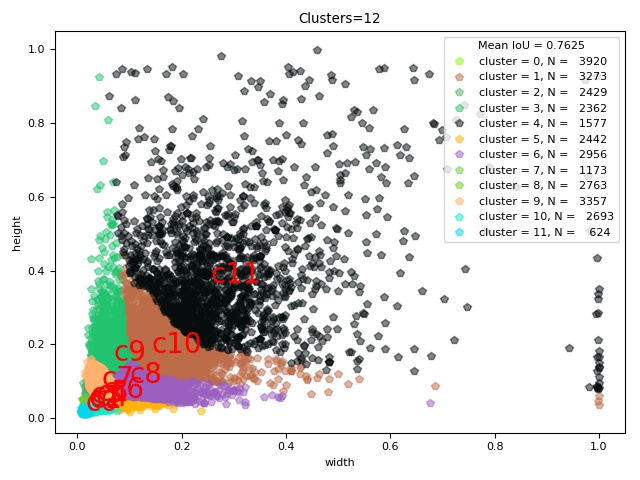 Clusters=12
Mean IoU = 0.7625
cluster = 0, N = 3920
cluster = 1, N = 3273
cluster = 2, N = 2429
cluster = 3, N = 2362
cluster = 4, N = 1577
cluster = 5, N = 2442
cluster = 6, N = 2956
cluster = 7, N = 1173
cluster = 8, N = 2763
cluster = 9, N = 3357
cluster = 10, N = 2693
cluster = 11, N = 624
1.0
0.8
0.6
0.4
0.2
0.0
height
c11
c10
c9
c8
c6
0.0 0.2 0.4 0.6 0.8 1.0
width